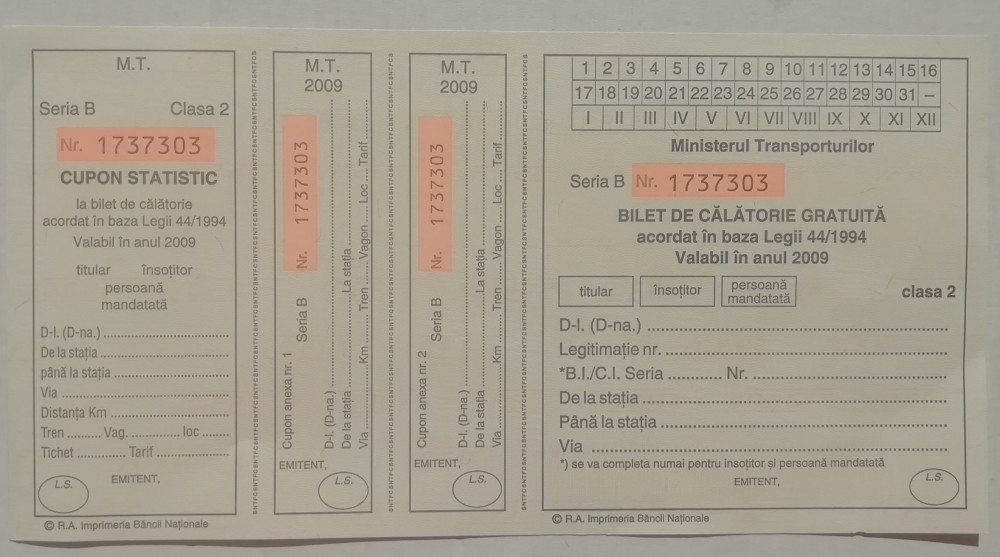 M.T.
Seria B Clasa 2
Nr. 1737303
CUPON STATISTIC
la bilet de călătorie
acordat în baza Legii 44/1994
Valabil în anul 2009
titular însoțitor
persoană
mandatată
D-l. (D-na.) ..............................
De la stația ..............................
până la stația ..............................
Via ..............................
Distanța Km ..............................
Tren ......... Vag. ............. loc .......
Tichet ............. Tarif ...................
EMITENT,
L.S.
© R.A. Imprimeria Băncii Naționale
M.T.
2009
Cupon anexa nr. 1 Seria B Nr. 1737303
D-l. (D-na.) ..............................
De la stația .................... La stația ....................
Via .................... Km ......... Tren ......... Vagon ...... Loc ...... Tarif .........
EMITENT,
L.S.
M.T.
2009
Cupon anexa nr. 2 Seria B Nr. 1737303
D-l. (D-na.) ..............................
De la stația .................... La stația ....................
Via .................... Km ......... Tren ......... Vagon ...... Loc ...... Tarif .........
EMITENT,
L.S.
1 2 3 4 5 6 7 8 9 10 11 12 13 14 15 16
17 18 19 20 21 22 23 24 25 26 27 28 29 30 31 –
I II III IV V VI VII VIII IX X XI XII
Ministerul Transporturilor
Seria B Nr. 1737303
BILET DE CĂLĂTORIE GRATUITĂ
acordat în baza Legii 44/1994
Valabil în anul 2009
titular însoțitor persoană
mandatată clasa 2
D-l. (D-na.) ..............................
Legitimație nr. ..............................
*B.I./C.I. Seria ............ Nr. ..............................
De la stația ..............................
Până la stația ..............................
Via ..............................
*) se va completa numai pentru insoțitor și persoană mandatată
EMITENT,
L.S.
© R.A. Imprimeria Băncii Naționale